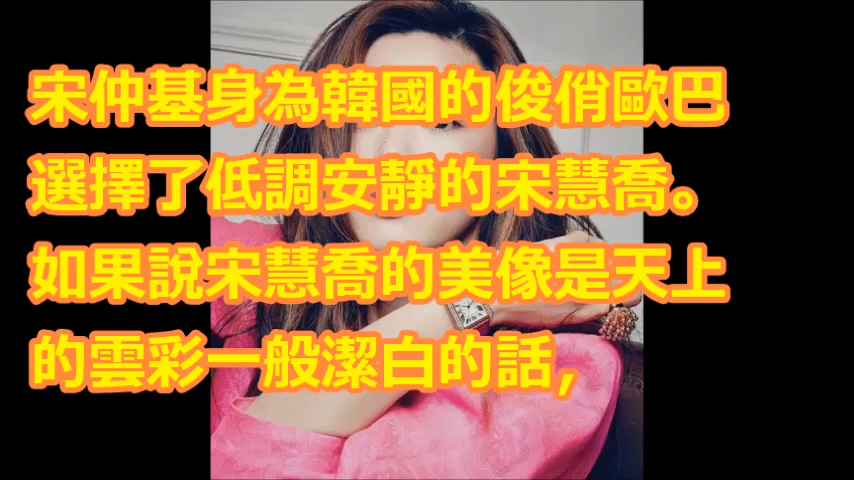 宋仲基身為韓國的俊俏歐巴
選擇了低調安靜的宋慧喬。
如果說宋慧喬的美像是天上
的雲彩一般潔白的話，